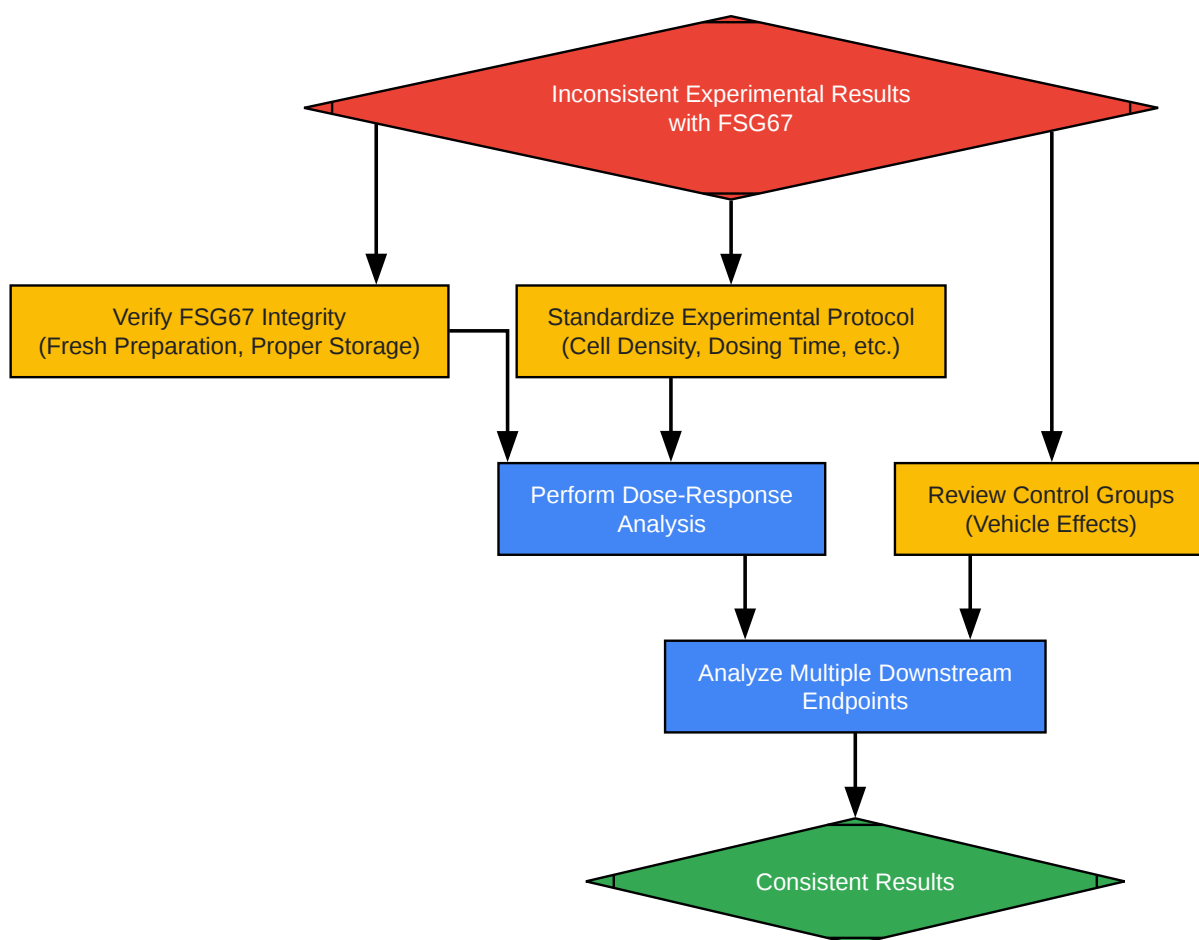 Inconsistent Experimental Results
with FSG67
Verify FSG67 Integrity
(Fresh Preparation, Proper Storage)
Standardize Experimental Protocol
(Cell Density, Dosing Time, etc.)
Perform Dose-Response
Analysis
Review Control Groups
(Vehicle Effects)
Analyze Multiple Downstream
Endpoints
Consistent Results